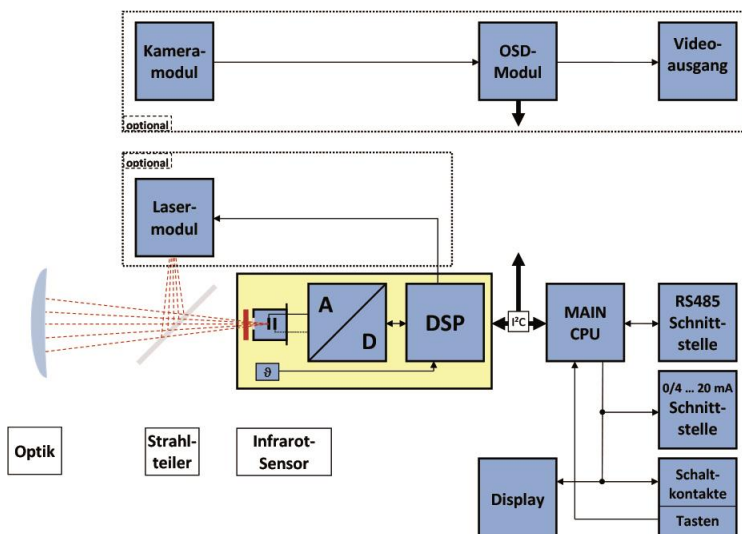 Kamera-
modul
OSD-
Modul
Video-
ausgang
optional
optional
Laser-
modul
A
D
DSP
ϑ
I²C
MAIN
CPU
RS485
Schnitt-
stelle
0/4 ... 20 mA
Schnitt-
stelle
Optik
Strahl-
teiler
Infrarot-
Sensor
Display
Schalt-
kontakte
Tasten